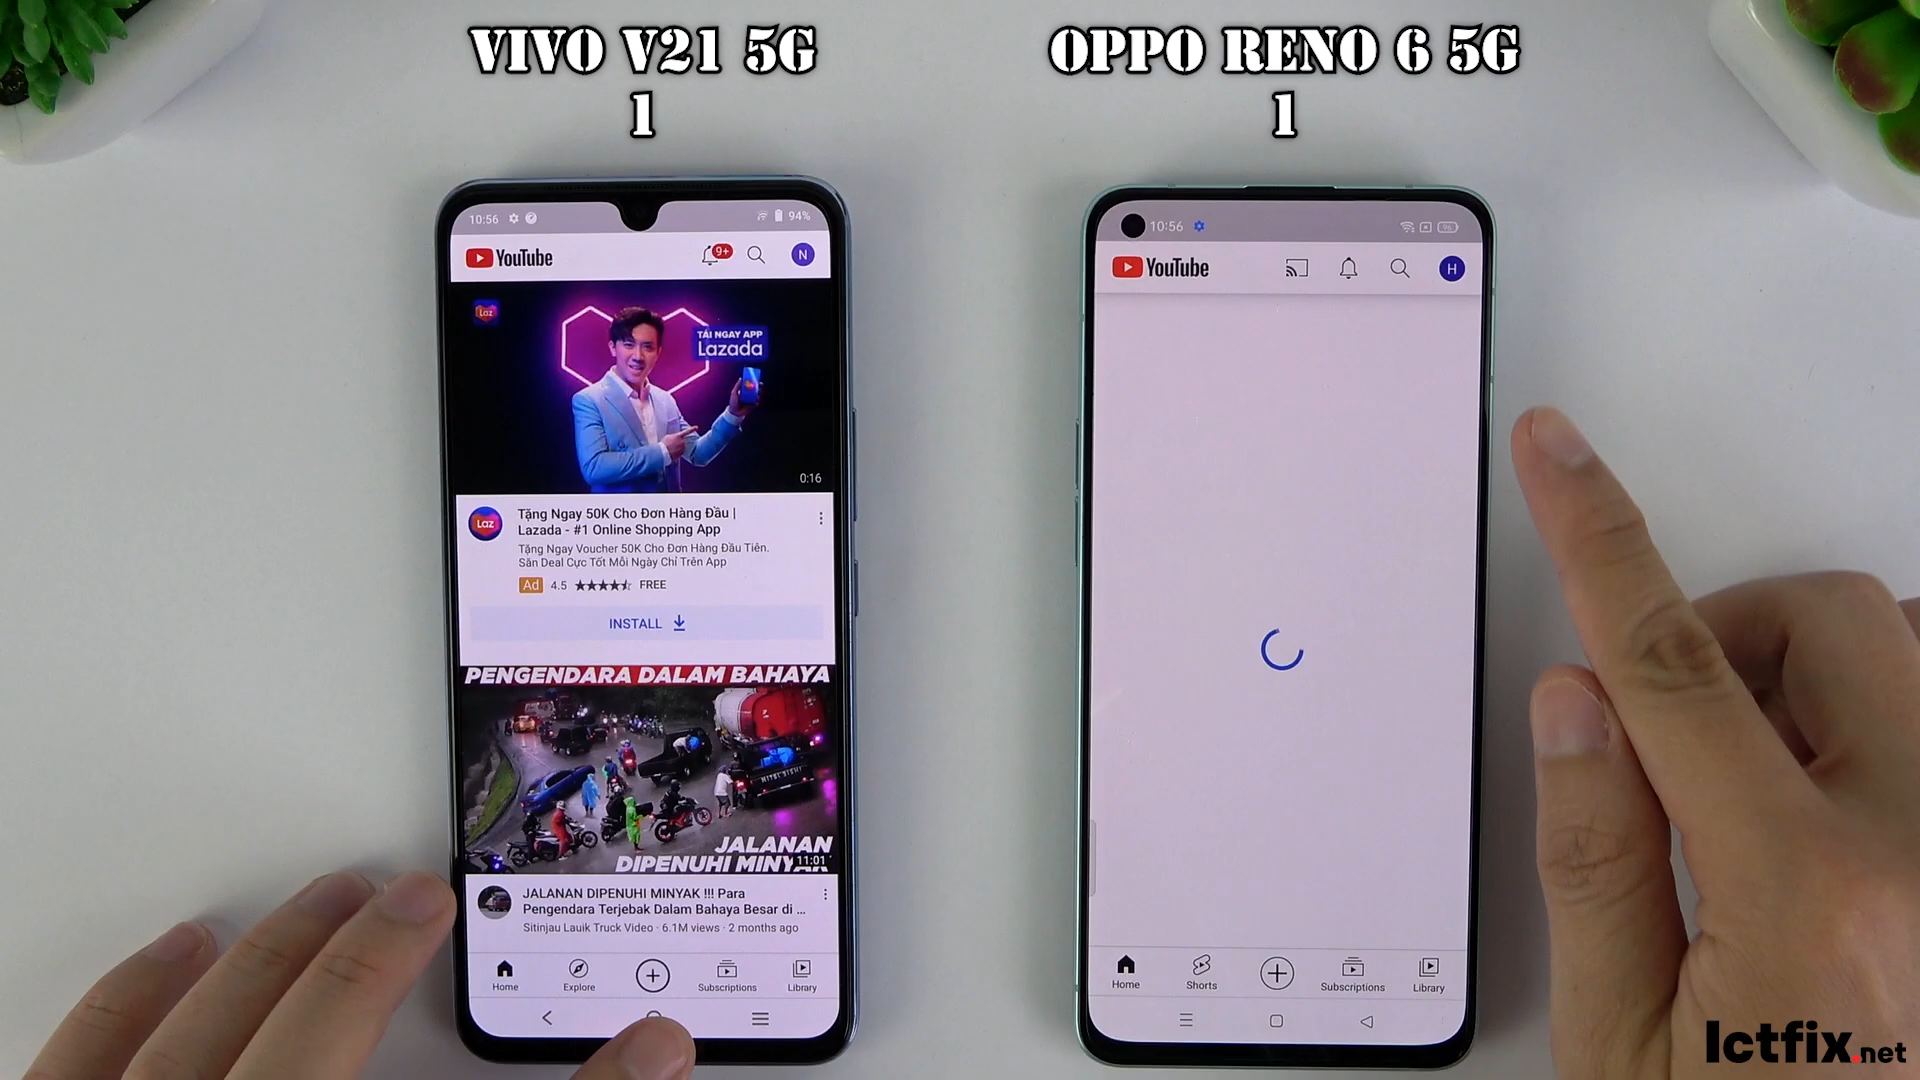 VIVO V21 5G
1
OPPO RENO 6 5G
1
10:56
94%
YouTube
9+
N
Laz
TẢI NGAY APP
Lazada
0:16
Laz
Tặng Ngay 50K Cho Đơn Hàng Đầu |
Lazada - #1 Online Shopping App
Tặng Ngay Voucher 50K Cho Đơn Hàng Đầu Tiên.
Săn Deal Cực Tốt Mỗi Ngày Chỉ Trên App
Ad 4.5 FREE
INSTALL
PENGENDARA DALAM BAHAYA
JALANAN
DIPENUHI MINYAK
11:01
JALANAN DIPENUHI MINYAK !!! Para
Pengendara Terjebak Dalam Bahaya Besar di ...
Sitinjau Lauik Truck Video · 6.1M views · 2 months ago
Home
Explore
Subscriptions
Library
10:56
96
YouTube
H
Home
Shorts
Subscriptions
Library
Ictfix.net